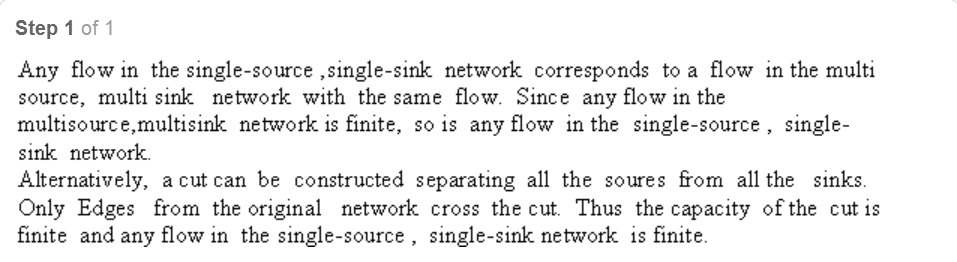 Step 1 of 1
Any flow in the single-source ,single-sink network corresponds to a flow in the multi
source, multi sink network with the same flow. Since any flow in the
multisource,multisink network is finite, so is any flow in the single-source , single-
sink network.
Alternatively, a cut can be constructed separating all the soures from all the sinks.
Only Edges from the original network cross the cut. Thus the capacity of the cut is
finite and any flow in the single-source , single-sink network is finite.